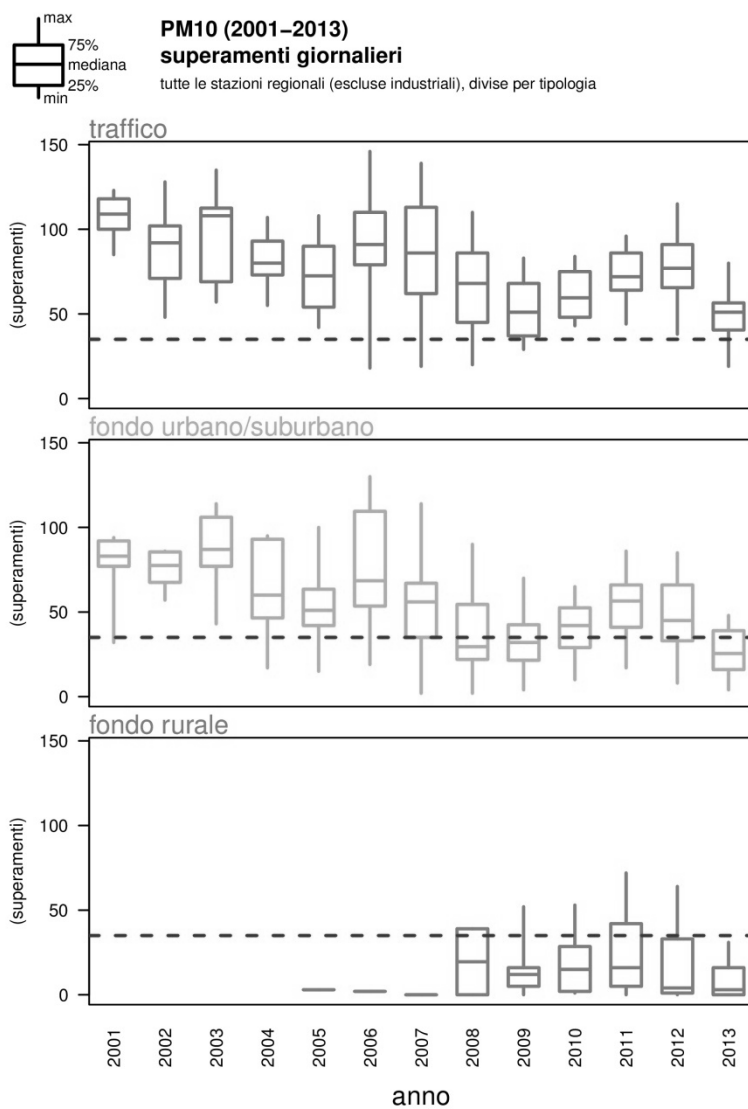 max
75%
mediana
25%
min
PM10 (2001−2013)
superamenti giornalieri
tutte le stazioni regionali (escluse industriali), divise per tipologia
traffico
150
100
50
0
(superamenti)
fondo urbano/suburbano
150
100
50
0
(superamenti)
fondo rurale
150
100
50
0
(superamenti)
2001
2002
2003
2004
2005
2006
2007
2008
2009
2010
2011
2012
2013
anno